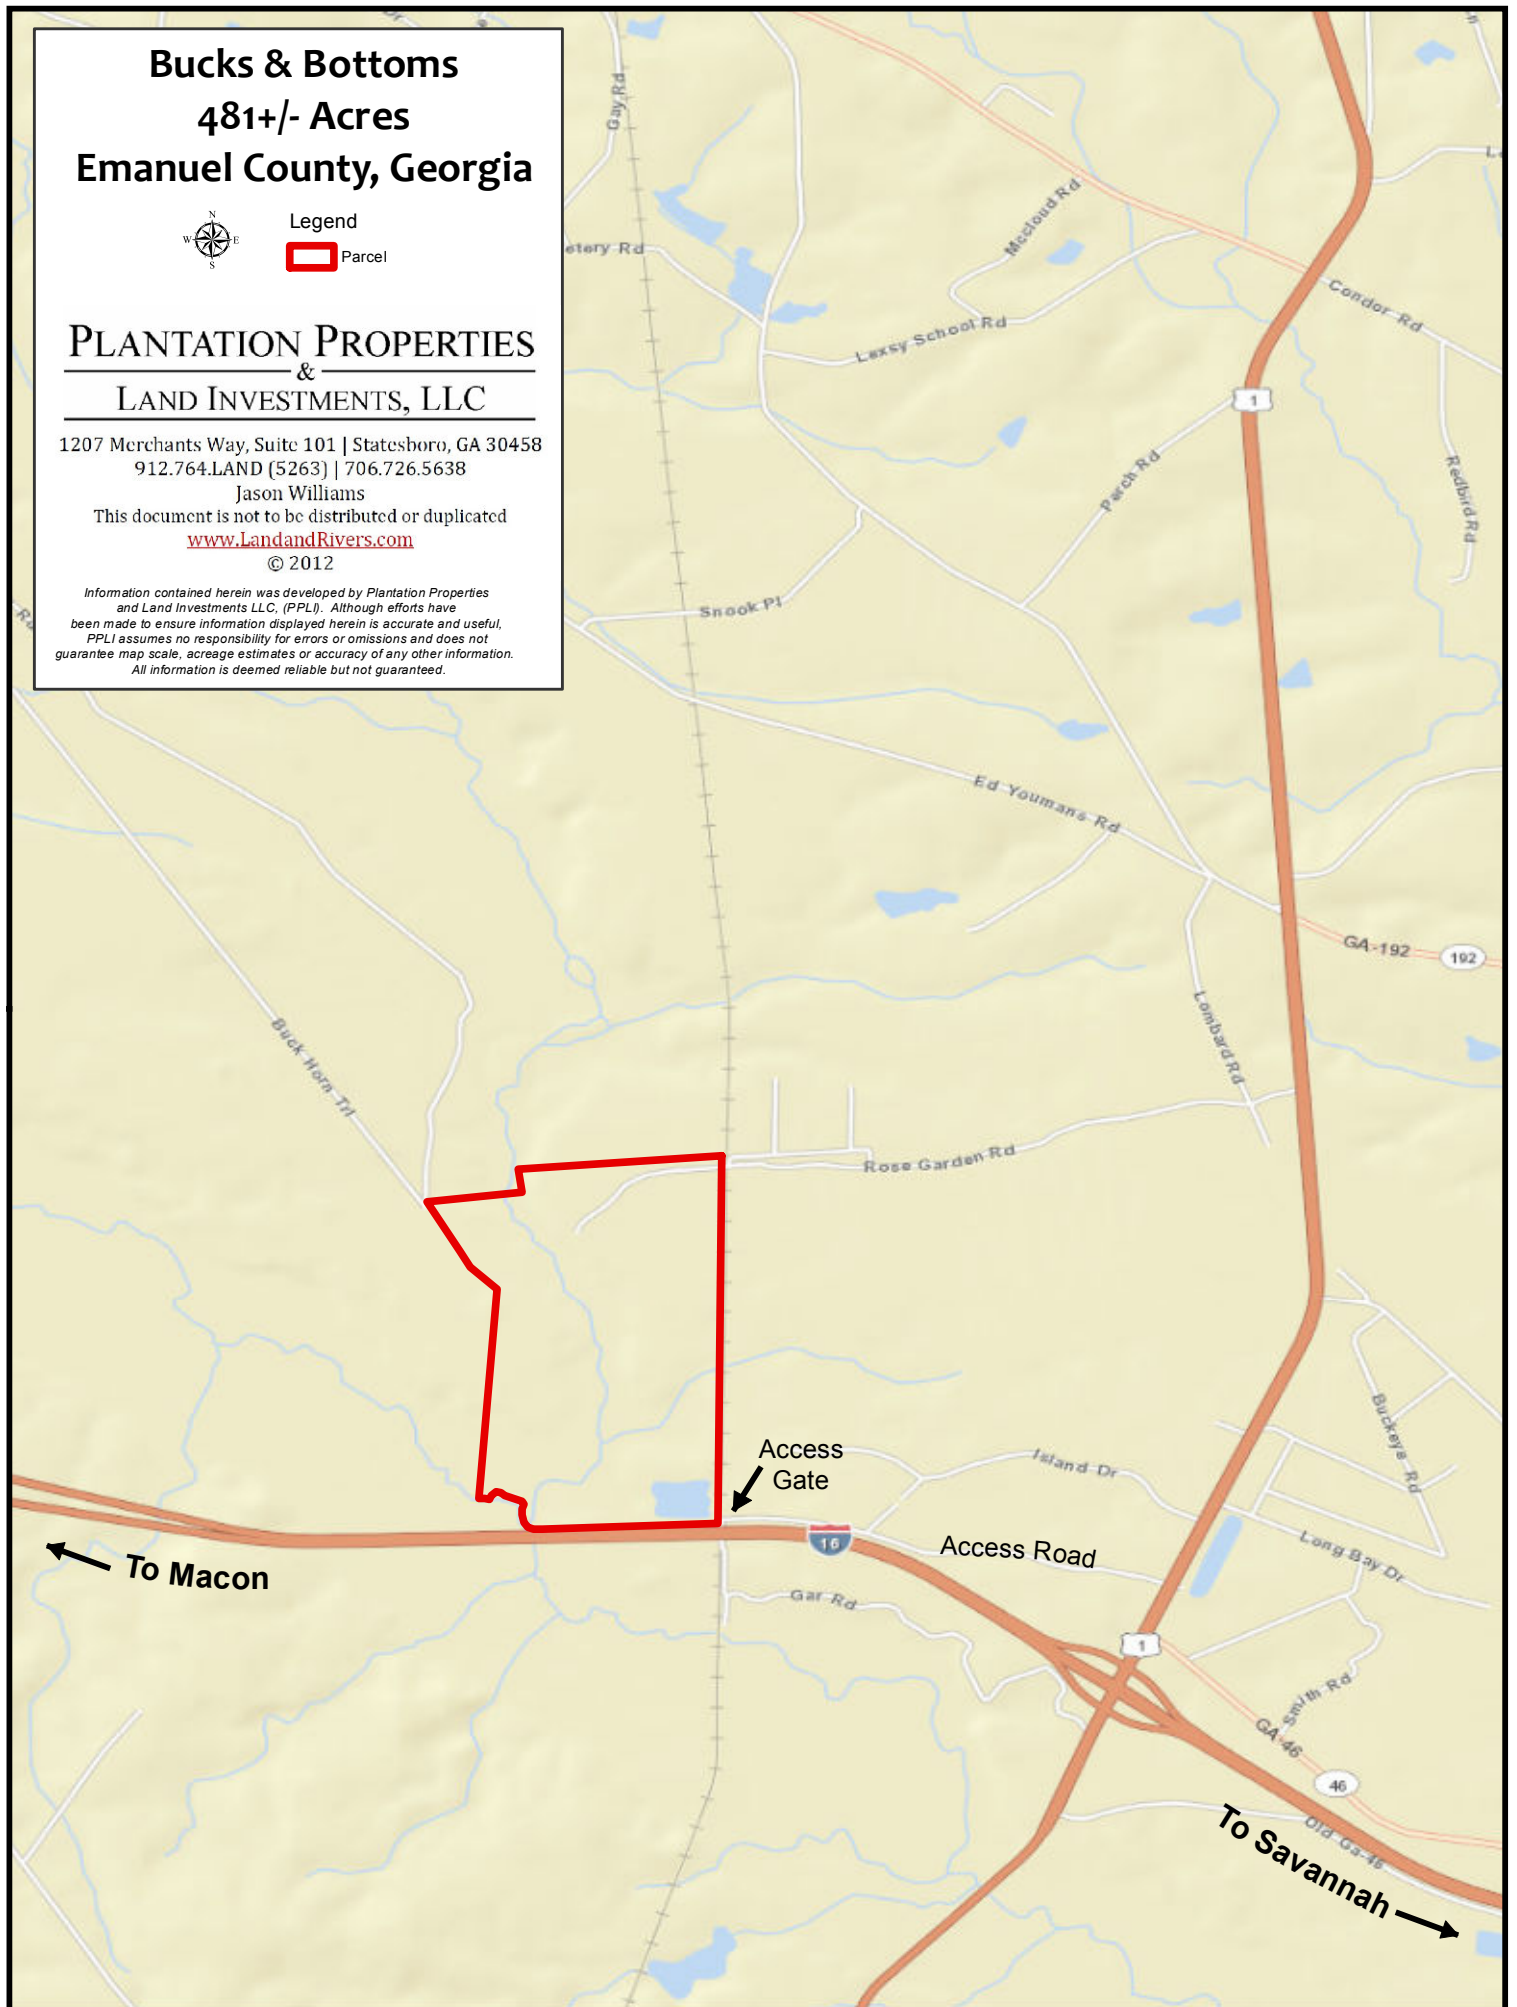 Bucks & Bottoms
481+/- Acres
Emanuel County, Georgia
N
W
E
S
Legend
Parcel
PLANTATION PROPERTIES
&
LAND INVESTMENTS, LLC
1207 Merchants Way, Suite 101 | Statesboro, GA 30458
912.764.LAND (5263) | 706.726.5638
Jason Williams
This document is not to be distributed or duplicated
www.LandandRivers.com
© 2012
Information contained herein was developed by Plantation Properties
and Land Investments LLC, (PPLI). Although efforts have
been made to ensure information displayed herein is accurate and useful,
PPLI assumes no responsibility for errors or omissions and does not
guarantee map scale, acreage estimates or accuracy of any other information.
All information is deemed reliable but not guaranteed.
Dr
Gay Rd
etery Rd
Mccloud Rd
Lexsy School Rd
Condor Rd
1
Parch Rd
Redbird Rd
Snook Pl
Rd
Ed Youmans Rd
GA-192
192
Lombard Rd
Buck Horn Trl
Rose Garden Rd
Buckeye Rd
Access
Gate
Island Dr
16
Access Road
Long Bay Dr
To Macon
Gar Rd
1
Smith Rd
GA-46
46
Old Ga-46
To Savannah